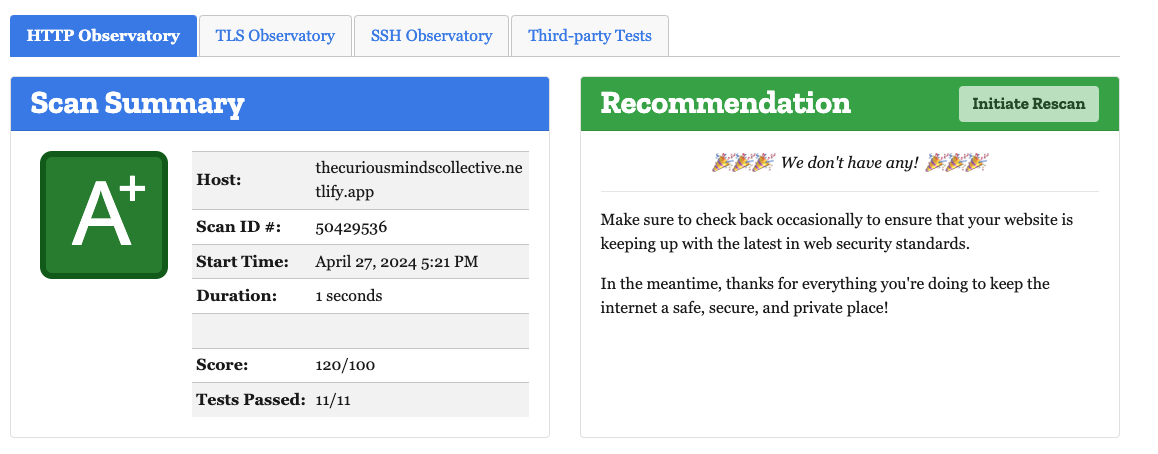 HTTP Observatory
TLS Observatory
SSH Observatory
Third-party Tests
Scan Summary
A+
Host:
thecuriousmindscollective.ne
tlify.app
Scan ID #:
50429536
Start Time:
April 27, 2024 5:21 PM
Duration:
1 seconds
Score:
120/100
Tests Passed:
11/11
Recommendation
Initiate Rescan
🎉🎉🎉 We don't have any! 🎉🎉🎉
Make sure to check back occasionally to ensure that your website is
keeping up with the latest in web security standards.
In the meantime, thanks for everything you're doing to keep the
internet a safe, secure, and private place!